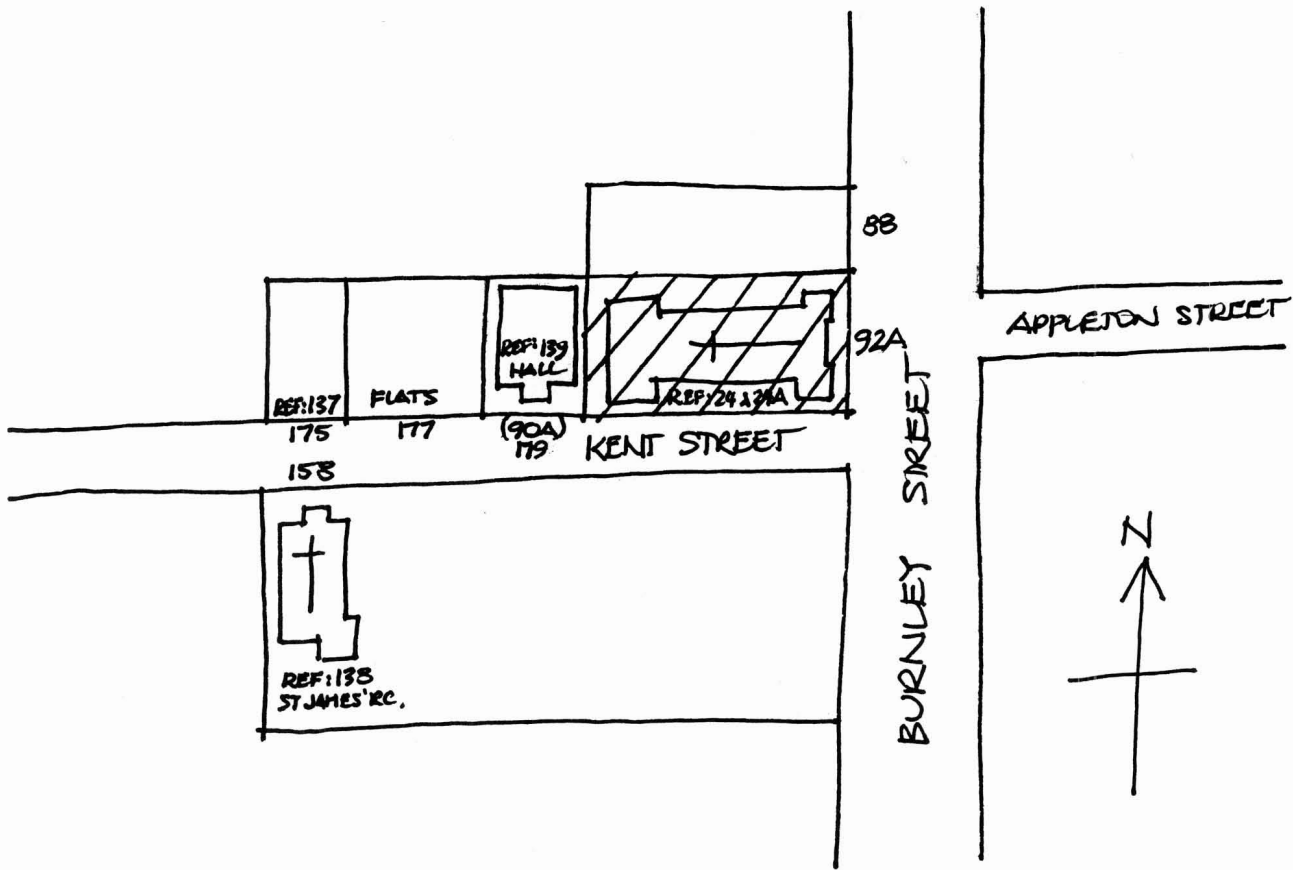 88
APPLETON STREET
92A
REF: 139
HALL
REF: 24 & 24A
REF: 137
FLATS
175
177
(90A)
179
KENT STREET
158
BURNLEY STREET
N
REF: 138
ST JAMES' R.C.